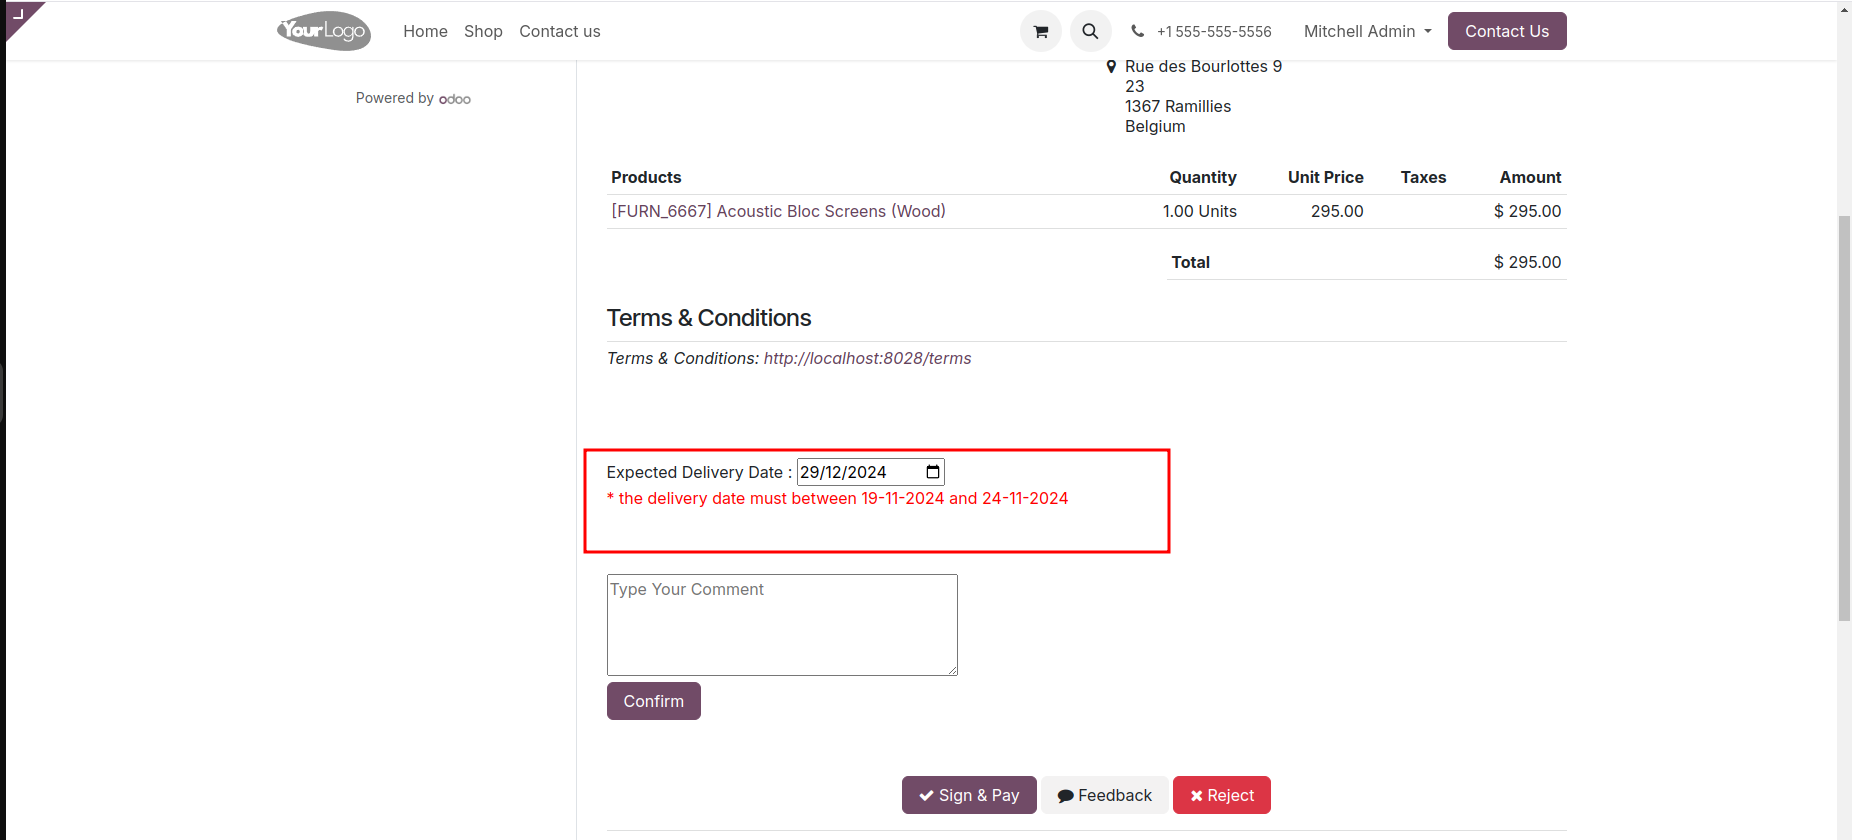 YourLogo
Home Shop Contact us
+1 555-555-5556
Mitchell Admin
Contact Us
Powered by odoo
Rue des Bourlottes 9
23
1367 Ramillies
Belgium
Products Quantity Unit Price Taxes Amount
[FURN_6667] Acoustic Bloc Screens (Wood) 1.00 Units 295.00 $ 295.00
Total $ 295.00
Terms & Conditions
Terms & Conditions: http://localhost:8028/terms
Expected Delivery Date : 29/12/2024
* the delivery date must between 19-11-2024 and 24-11-2024
Type Your Comment
Confirm
Sign & Pay Feedback Reject